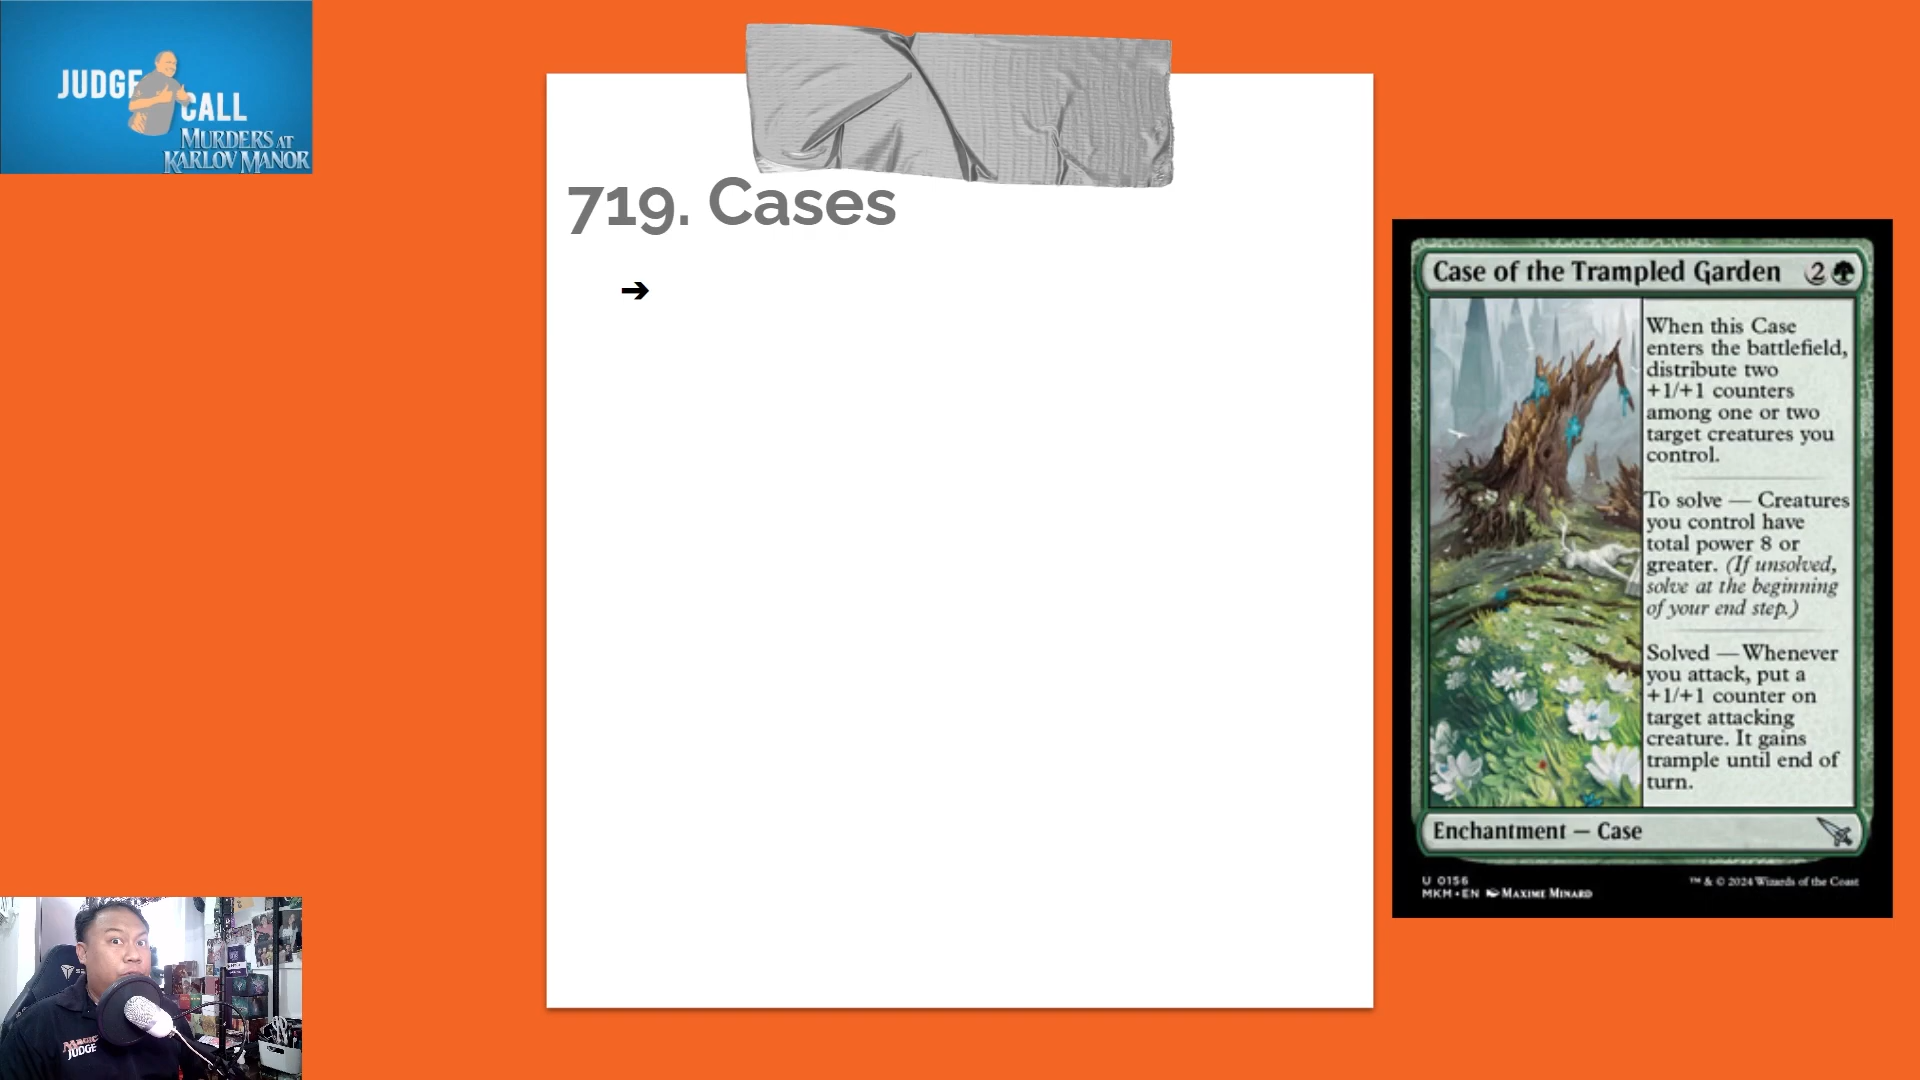 JUDGE
CALL
MURDERS AT
KARLOV MANOR
719. Cases
➔
Case of the Trampled Garden 2
When this Case
enters the battlefield,
distribute two
+1/+1 counters
among one or two
target creatures you
control.
To solve — Creatures
you control have
total power 8 or
greater. (If unsolved,
solve at the beginning
of your end step.)
Solved —Whenever
you attack, put a
+1/+1 counter on
target attacking
creature. It gains
trample until end of
turn.
Enchantment — Case
U 0156
MKM • EN MAXIME MINARD
™ & © 2024 Wizards of the Coast
MAGIC
JUDGE